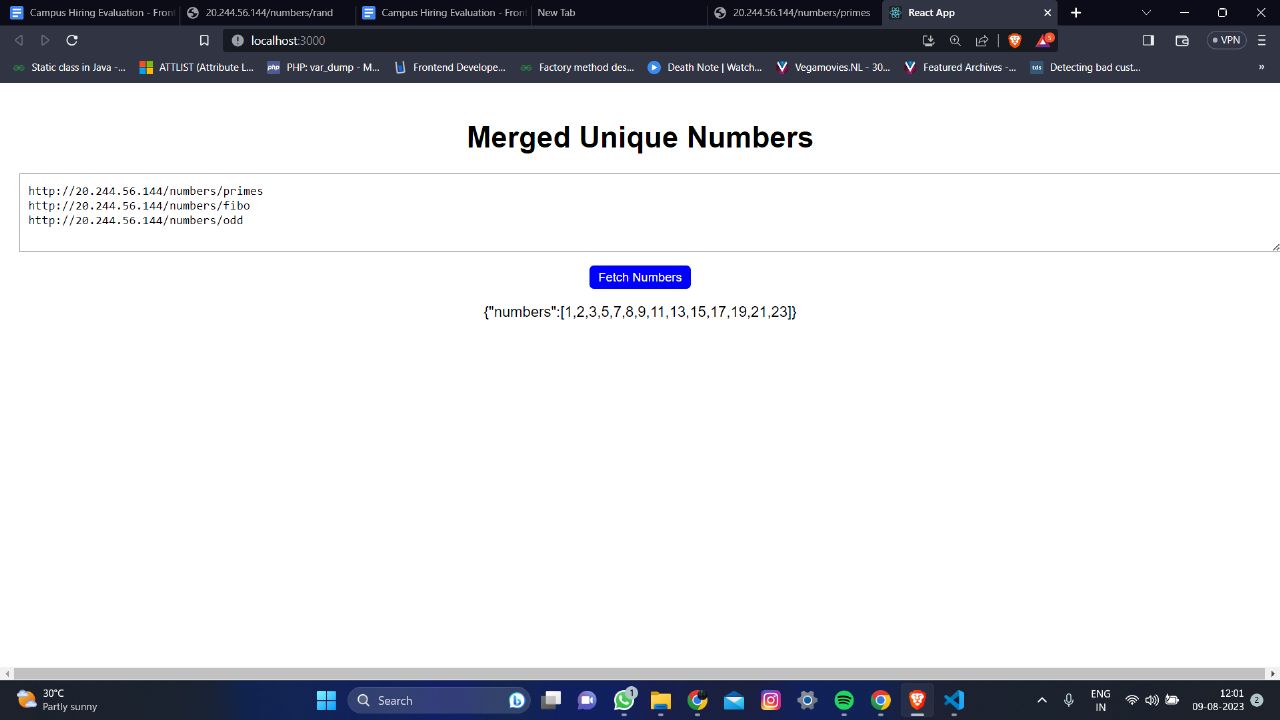 Campus Hiring Evaluation - Front
20.244.56.144/numbers/rand
Campus Hiring Evaluation - Front
New Tab
20.244.56.144/numbers/primes
React App
localhost:3000
5
VPN
Static class in Java -...
ATTLIST (Attribute L...
php
PHP: var_dump - M...
Frontend Develope...
Factory method des...
Death Note | Watch...
Vegamovies.NL - 30...
Featured Archives -...
tds
Detecting bad cust...
»
Merged Unique Numbers
http://20.244.56.144/numbers/primes
http://20.244.56.144/numbers/fibo
http://20.244.56.144/numbers/odd
Fetch Numbers
{"numbers":[1,2,3,5,7,8,9,11,13,15,17,19,21,23]}
30°C
Partly sunny
Search
1
ENG
IN
12:01
09-08-2023
2